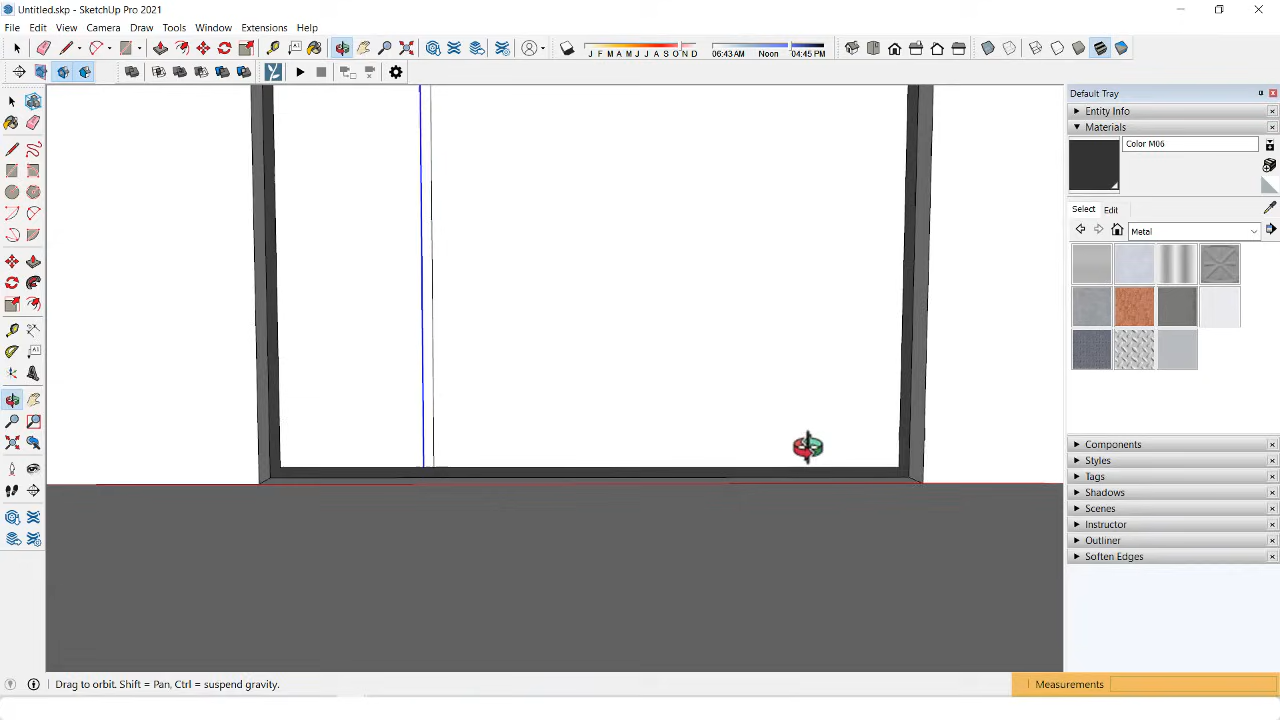 Untitled.skp - SketchUp Pro 2021
File Edit View Camera Draw Tools Window Extensions Help
J F M A M J J A S O N D
06:43 AM Noon 04:45 PM
Default Tray
Entity Info
Materials
Color M06
Select Edit
Metal
Components
Styles
Tags
Shadows
Scenes
Instructor
Outliner
Soften Edges
Drag to orbit. Shift = Pan, Ctrl = suspend gravity.
Measurements